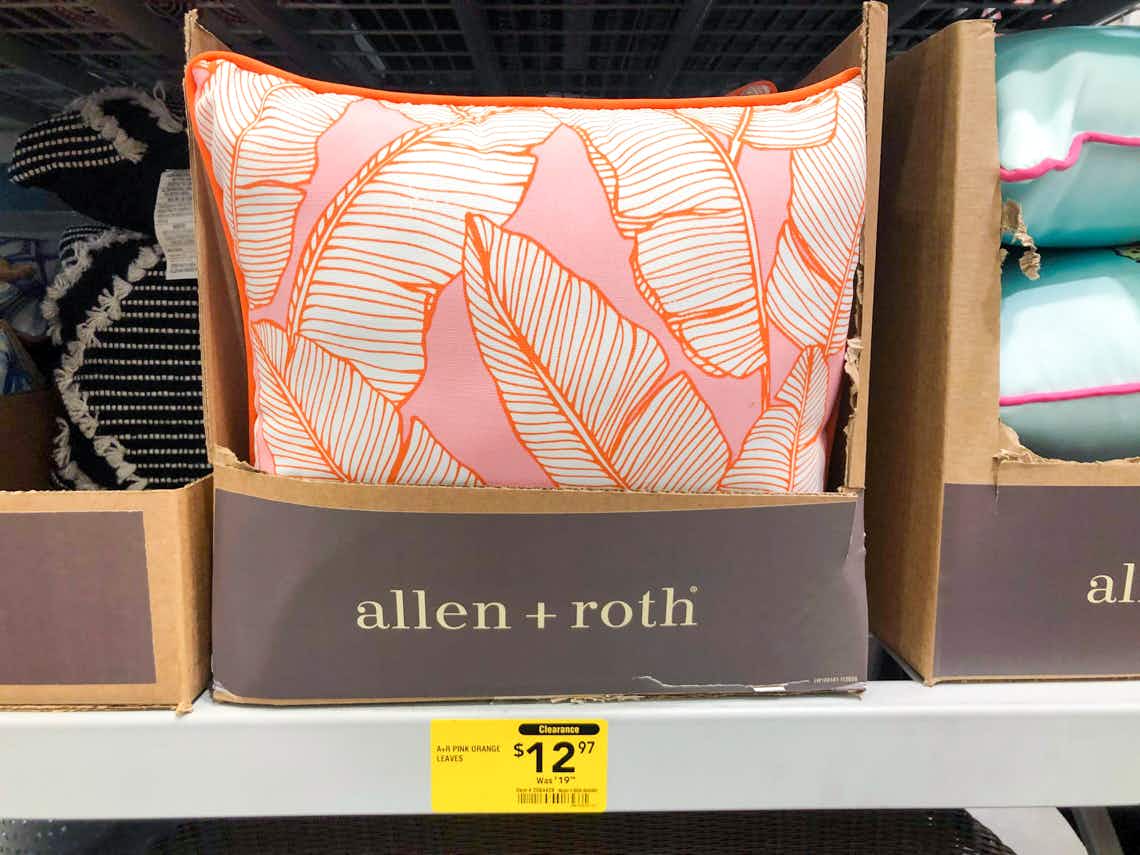 allen + roth®
al
Clearance
A+R PINK ORANGE
LEAVES
$12 97
Was $19